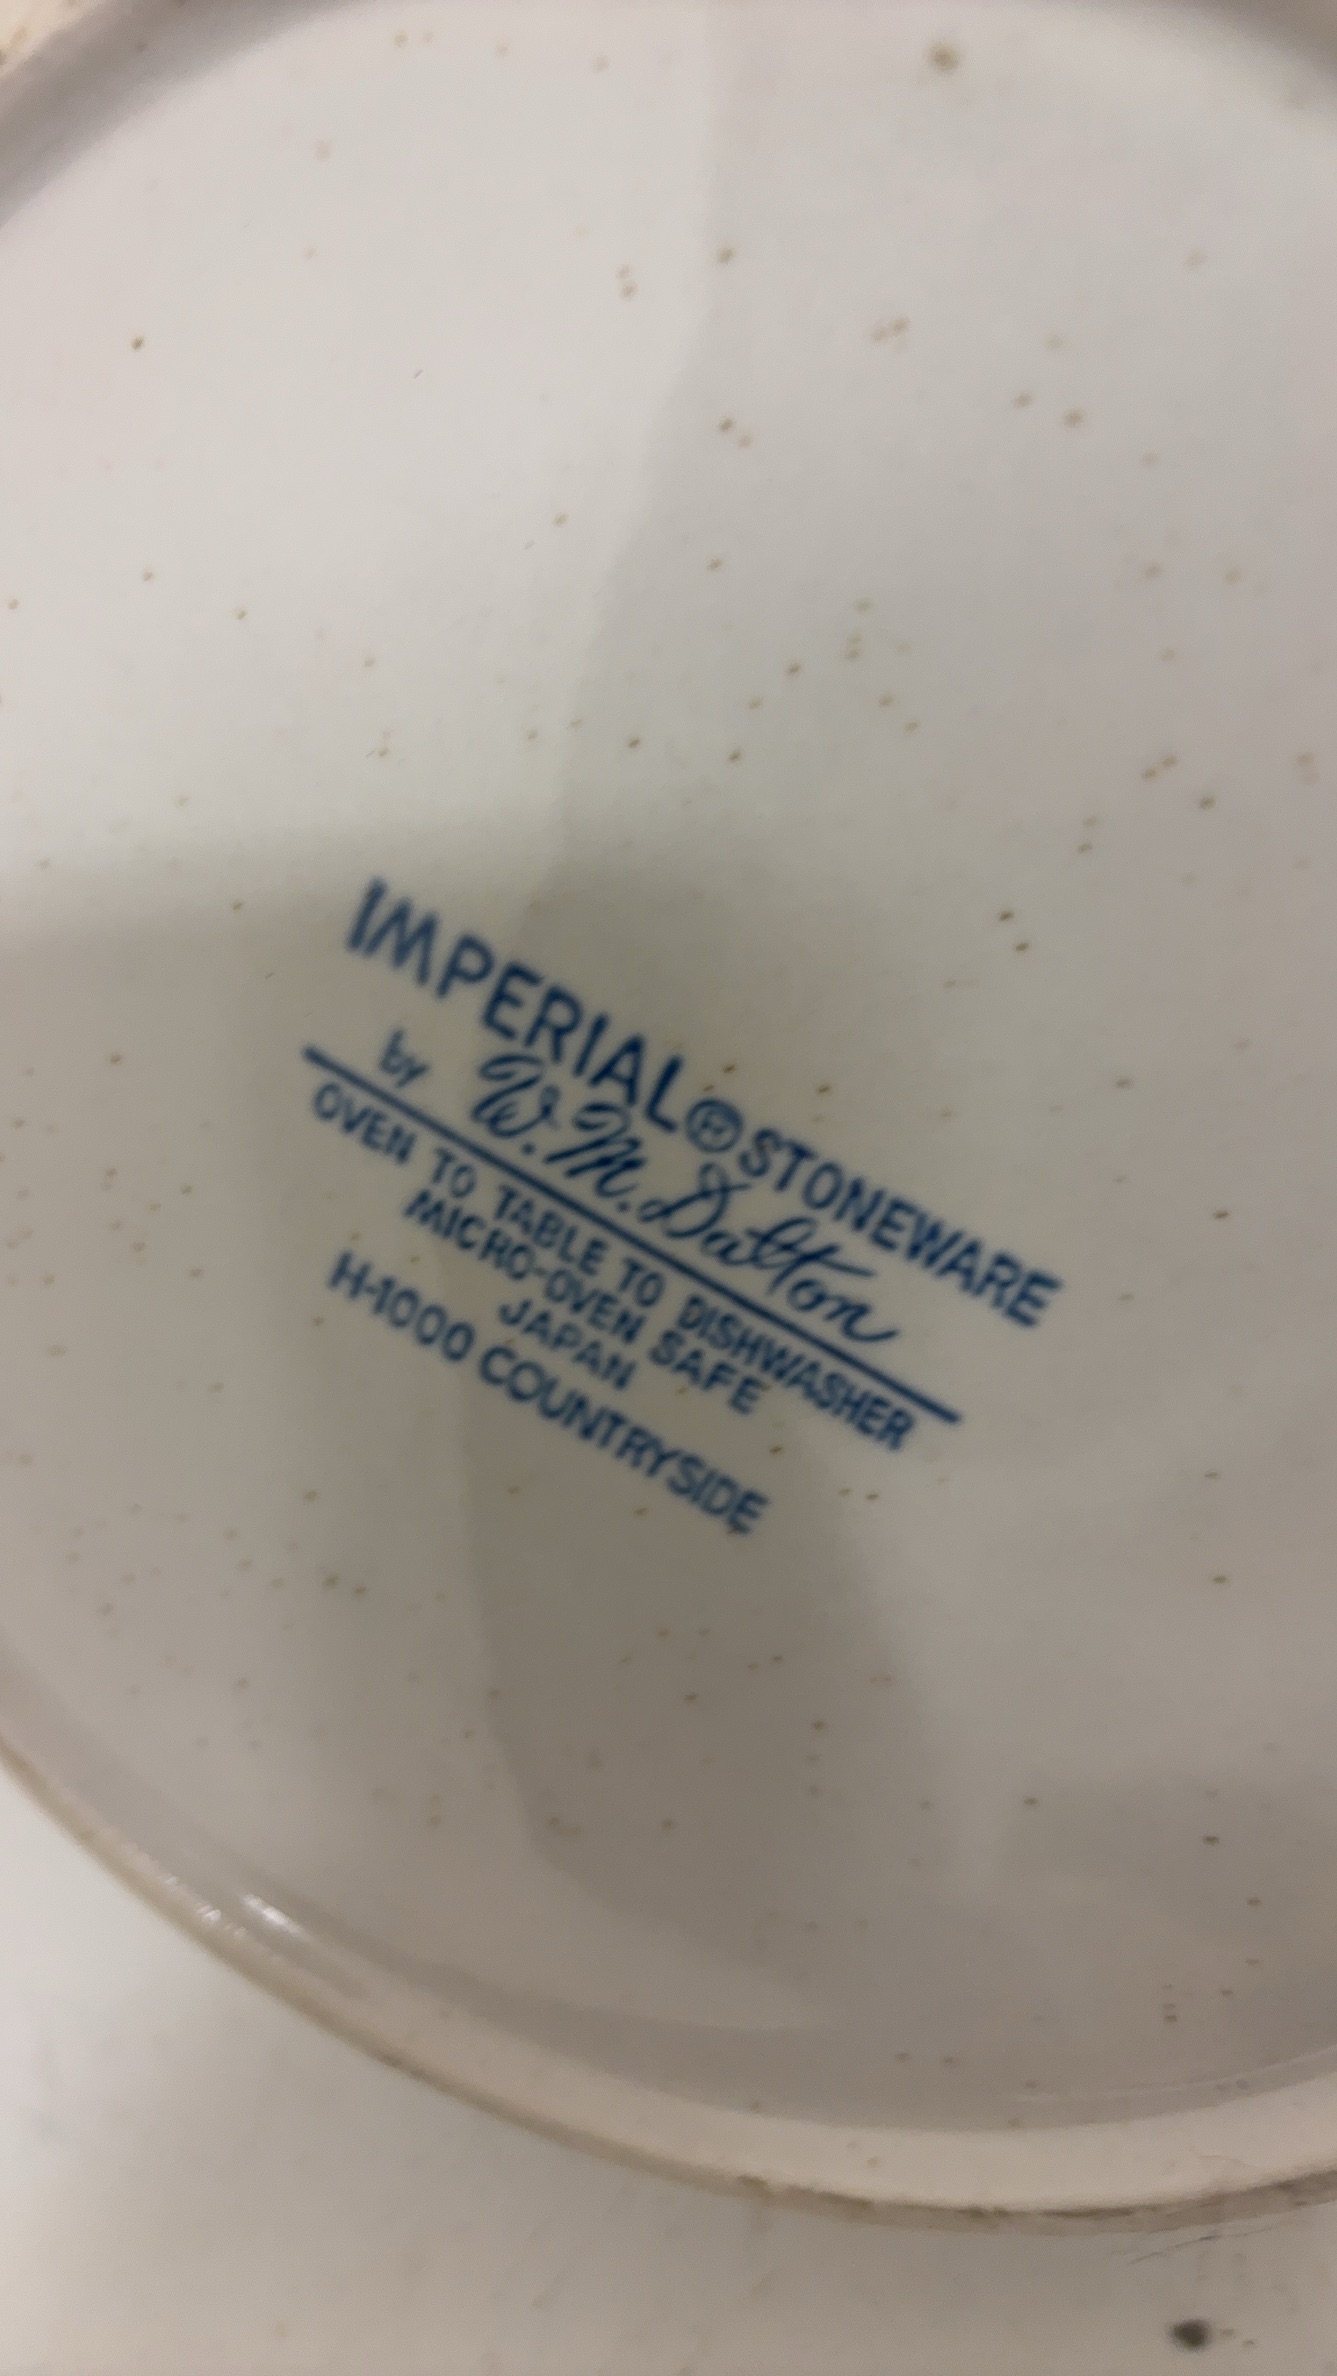 IMPERIAL ® STONEWARE
by W. M. Dalton
OVEN TO TABLE TO DISHWASHER
MICRO-OVEN SAFE
JAPAN
H-1000 COUNTRYSIDE